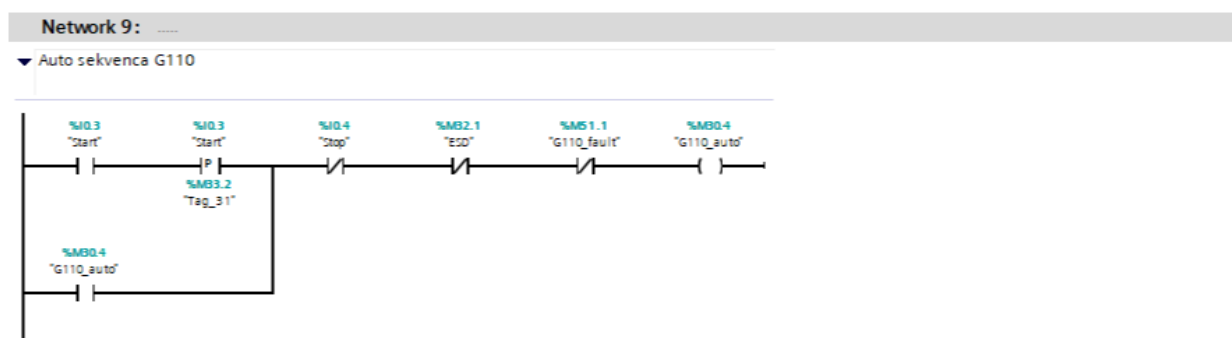 Network 9: .....
Auto sekvenca G110
%I0.3 %I0.3 %I0.4 %M32.1 %M51.1 %M30.4
"Start" "Start" "Stop" "ESD" "G110_fault" "G110_auto"
P
%M33.2
"Tag_31"
%M30.4
"G110_auto"